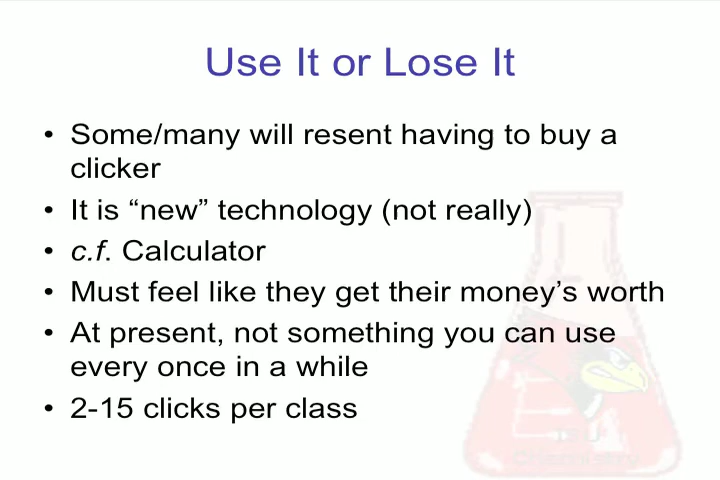 Use It or Lose It
• Some/many will resent having to buy a
clicker
• It is “new” technology (not really)
• c.f. Calculator
• Must feel like they get their money’s worth
• At present, not something you can use
every once in a while
• 2-15 clicks per class
ISU
Chemistry